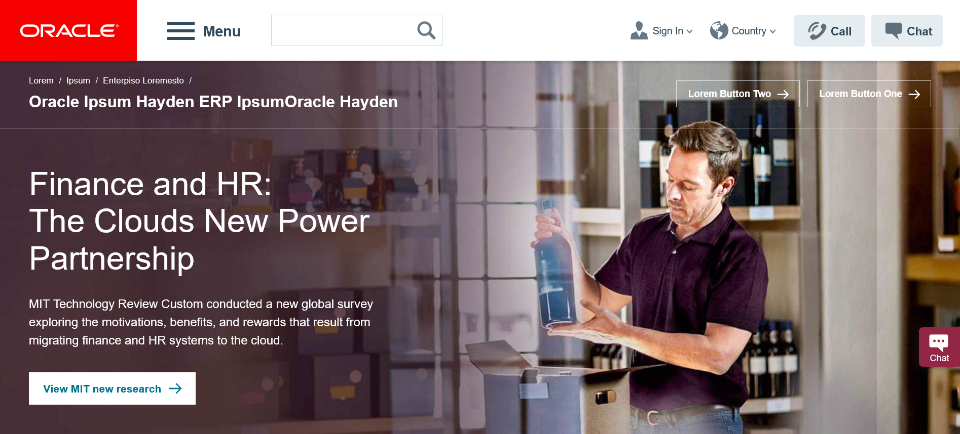 ORACLE®
Menu
Sign In
Country
Call
Chat
Lorem / Ipsum / Enterpiso Loremesto /
Oracle Ipsum Hayden ERP IpsumOracle Hayden
Lorem Button Two
Lorem Button One
Finance and HR:
The Clouds New Power
Partnership
MIT Technology Review Custom conducted a new global survey
exploring the motivations, benefits, and rewards that result from
migrating finance and HR systems to the cloud.
Chat
View MIT new research